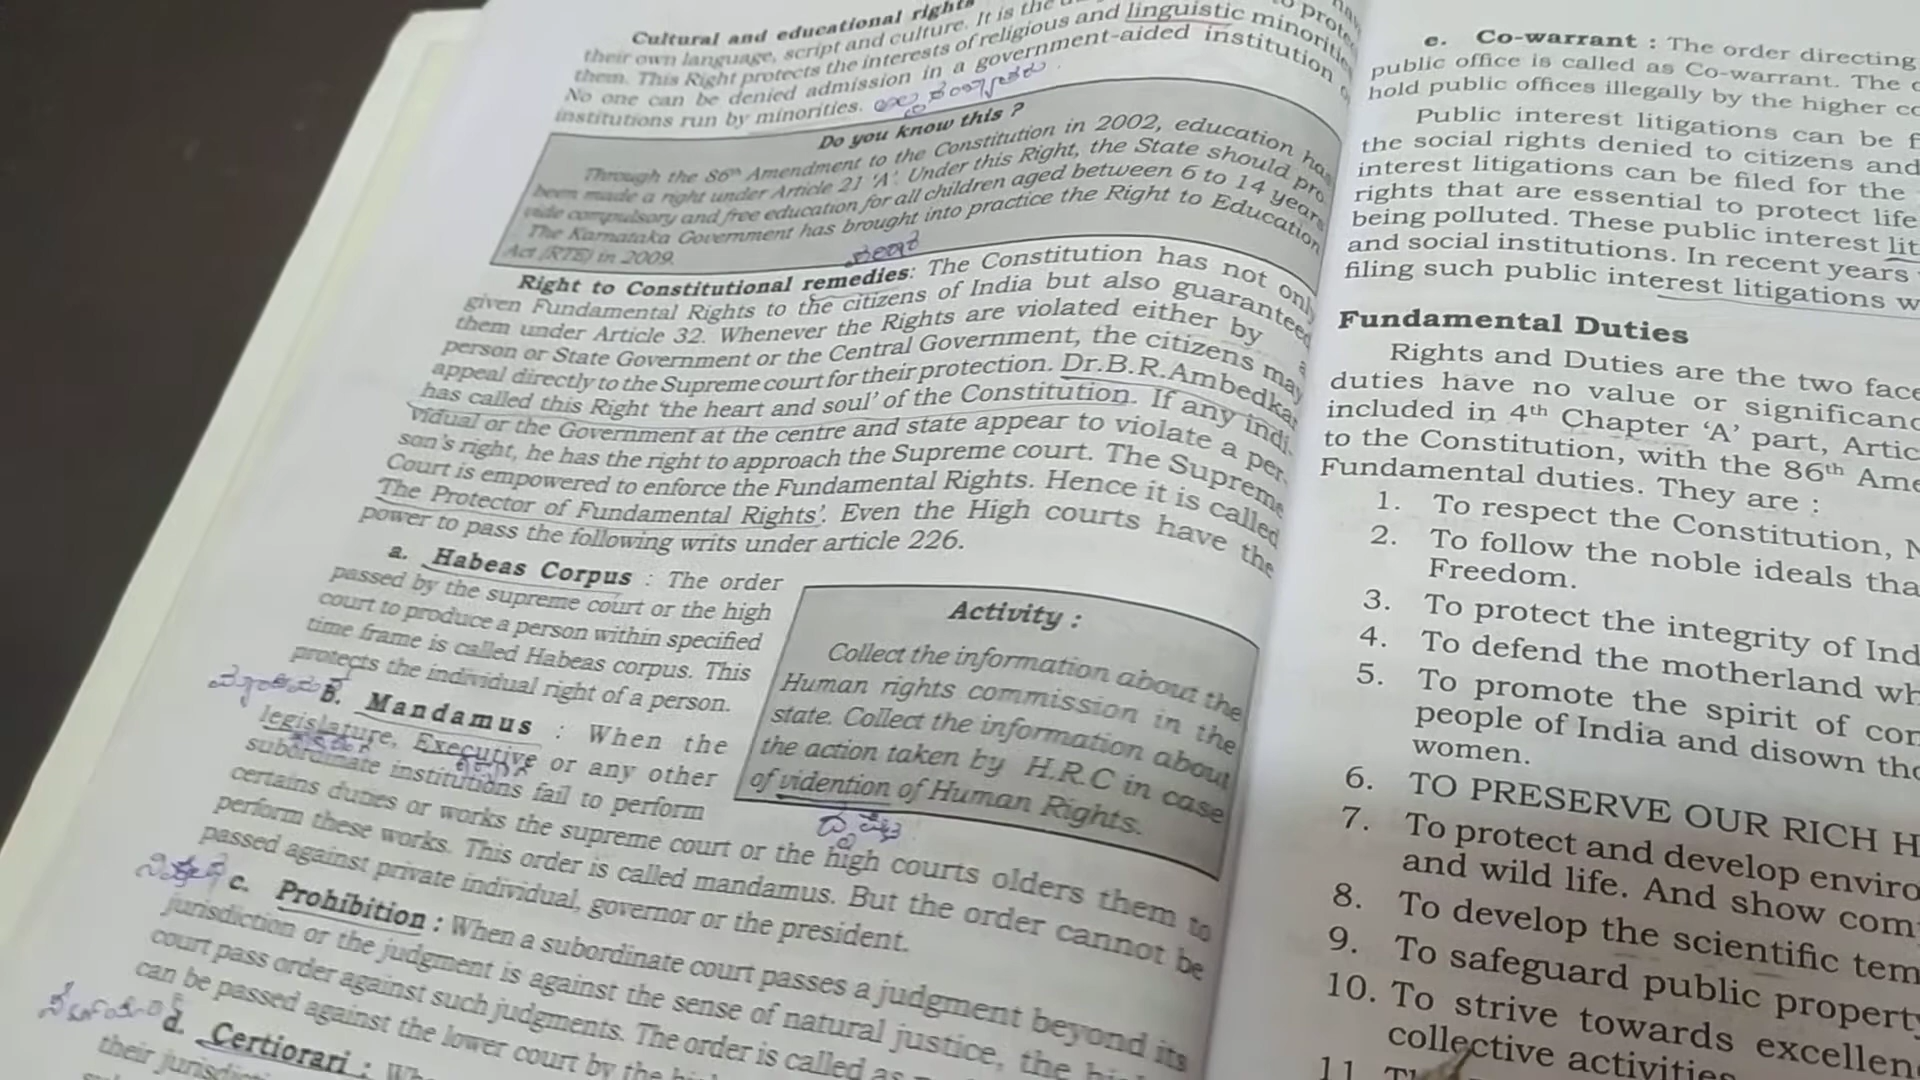 Cultural and educational rights
their own language, script and culture. It is the
them. This Right protects the interests of religious and linguistic minorities
No one can be denied admission in a government-aided institution
institutions run by minorities.
Do you know this ?
Through the 86th Amendment to the Constitution in 2002, education has
been made a right under Article 21 'A'. Under this Right, the State should pro-
vide compulsory and free education for all children aged between 6 to 14 years.
The Karnataka Government has brought into practice the Right to Education
Act (RTE) in 2009.
Right to Constitutional remedies: The Constitution has not only
given Fundamental Rights to the citizens of India but also guaranteed
them under Article 32. Whenever the Rights are violated either by a
person or State Government or the Central Government, the citizens may
appeal directly to the Supreme court for their protection. Dr.B.R.Ambedkar
has called this Right 'the heart and soul' of the Constitution. If any indi-
vidual or the Government at the centre and state appear to violate a per-
son's right, he has the right to approach the Supreme court. The Supreme
Court is empowered to enforce the Fundamental Rights. Hence it is called
'The Protector of Fundamental Rights'. Even the High courts have the
power to pass the following writs under article 226.
a. Habeas Corpus : The order
passed by the supreme court or the high
court to produce a person within specified
time frame is called Habeas corpus. This
protects the individual right of a person.
B. Mandamus : When the
legislature, Executive or any other
subordinate institutions fail to perform
certains duties or works the supreme court or the high courts olders them to
perform these works. This order is called mandamus. But the order cannot be
passed against private individual, governor or the president.
Activity :
Collect the information about the
Human rights commission in the
state. Collect the information about
the action taken by H.R.C in case
of vidention of Human Rights.
c. Prohibition : When a subordinate court passes a judgment beyond its
jurisdiction or the judgment is against the sense of natural justice, the
court pass order against such judgments. The order is called as
can be passed against the lower court by the
d. Certiorari :
their
e. Co-warrant : The order directing
public office is called as Co-warrant. The
hold public offices illegally by the higher
Public interest litigations can be
the social rights denied to citizens and
interest litigations can be filed for the
rights that are essential to protect life
being polluted. These public interest
and social institutions. In recent years
filing such public interest litigations
Fundamental Duties
Rights and Duties are the two
duties have no value or
included in 4th Chapter 'A' part,
to the Constitution, with the 86th
Fundamental duties. They are :
1. To respect the Constitution,
2. To follow the noble ideals
Freedom.
3. To protect the integrity of
4. To defend the motherland
5. To promote the spirit of
people of India and disown
women.
6. TO PRESERVE OUR RICH
7. To protect and develop
and wild life. And show
8. To develop the scientific
9. To safeguard public property
10. To strive towards
collective activities
11.